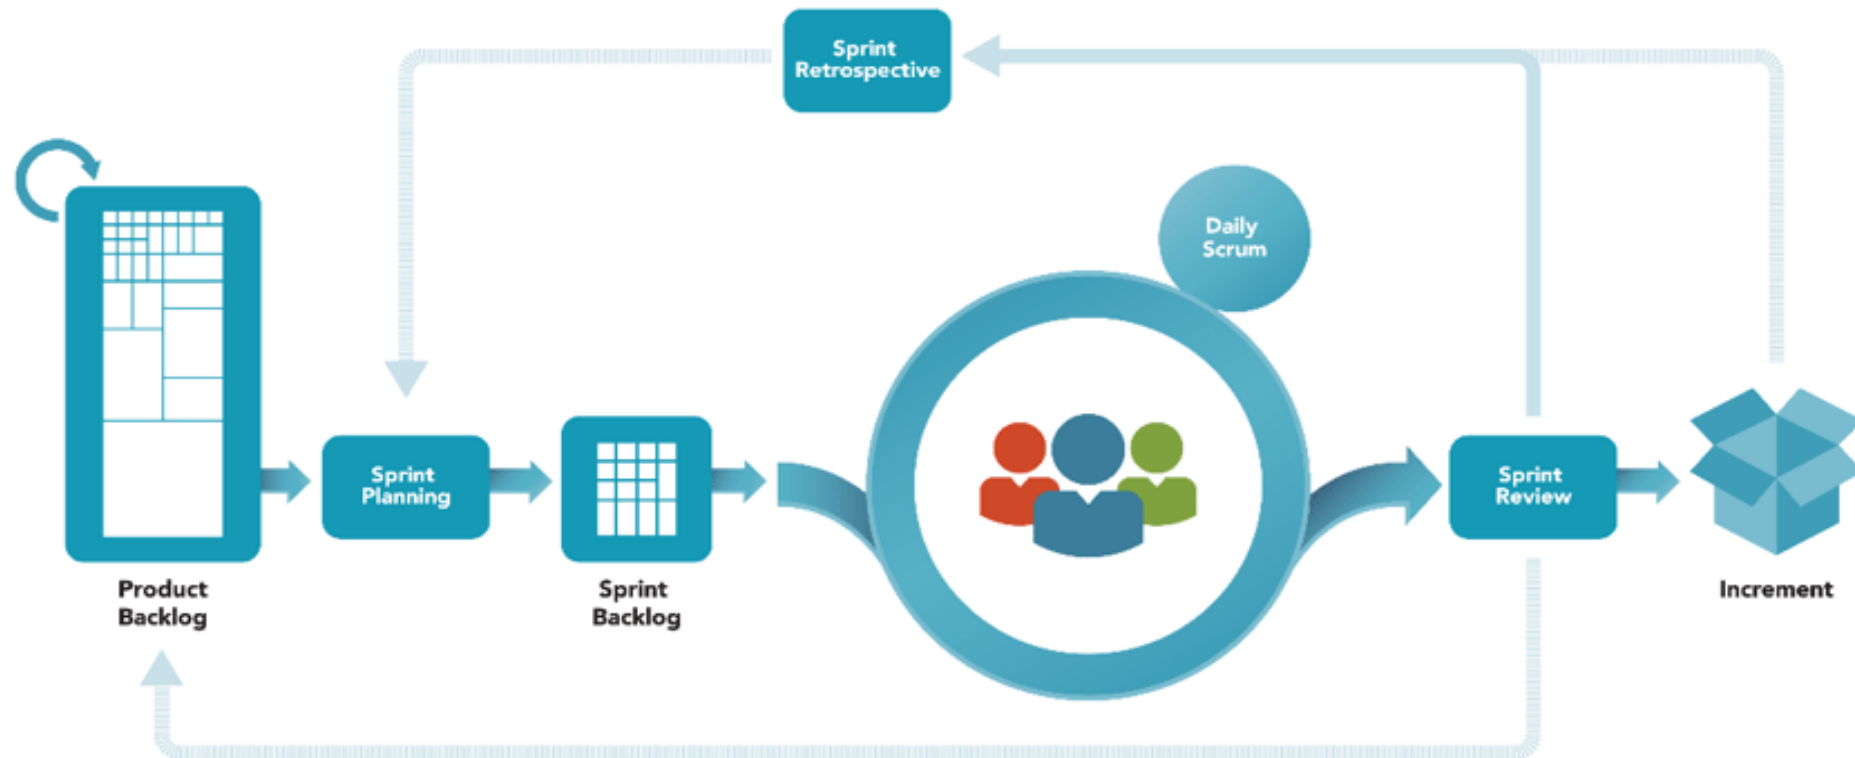 Sprint
Retrospective
Daily
Scrum
Sprint
Planning
Sprint
Review
Product
Backlog
Sprint
Backlog
Increment